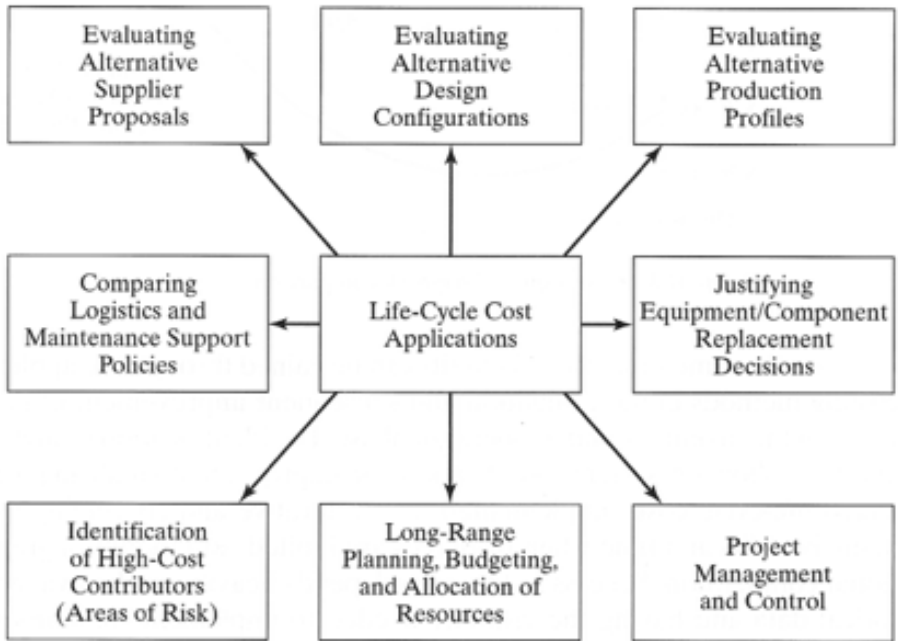 Evaluating
Alternative
Supplier
Proposals
Evaluating
Alternative
Design
Configurations
Evaluating
Alternative
Production
Profiles
Comparing
Logistics and
Maintenance Support
Policies
Life-Cycle Cost
Applications
Justifying
Equipment/Component
Replacement
Decisions
Identification
of High-Cost
Contributors
(Areas of Risk)
Long-Range
Planning, Budgeting,
and Allocation of
Resources
Project
Management
and Control